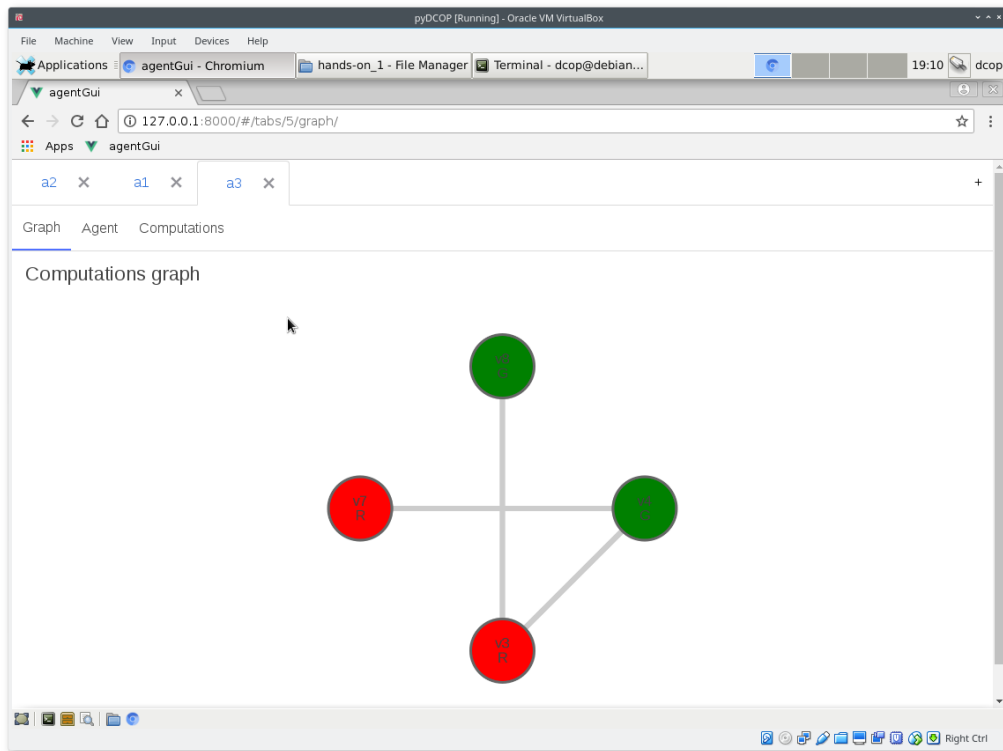 pyDCOP [Running] - Oracle VM VirtualBox
File Machine View Input Devices Help
Applications agentGui - Chromium hands-on_1 - File Manager Terminal - dcop@debian... 19:10 dcop
agentGui
127.0.0.1:8000/#/tabs/5/graph/
Apps agentGui
a2 a1 a3 +
Graph Agent Computations
Computations graph
G
v7
R
G
v3
R
Right Ctrl